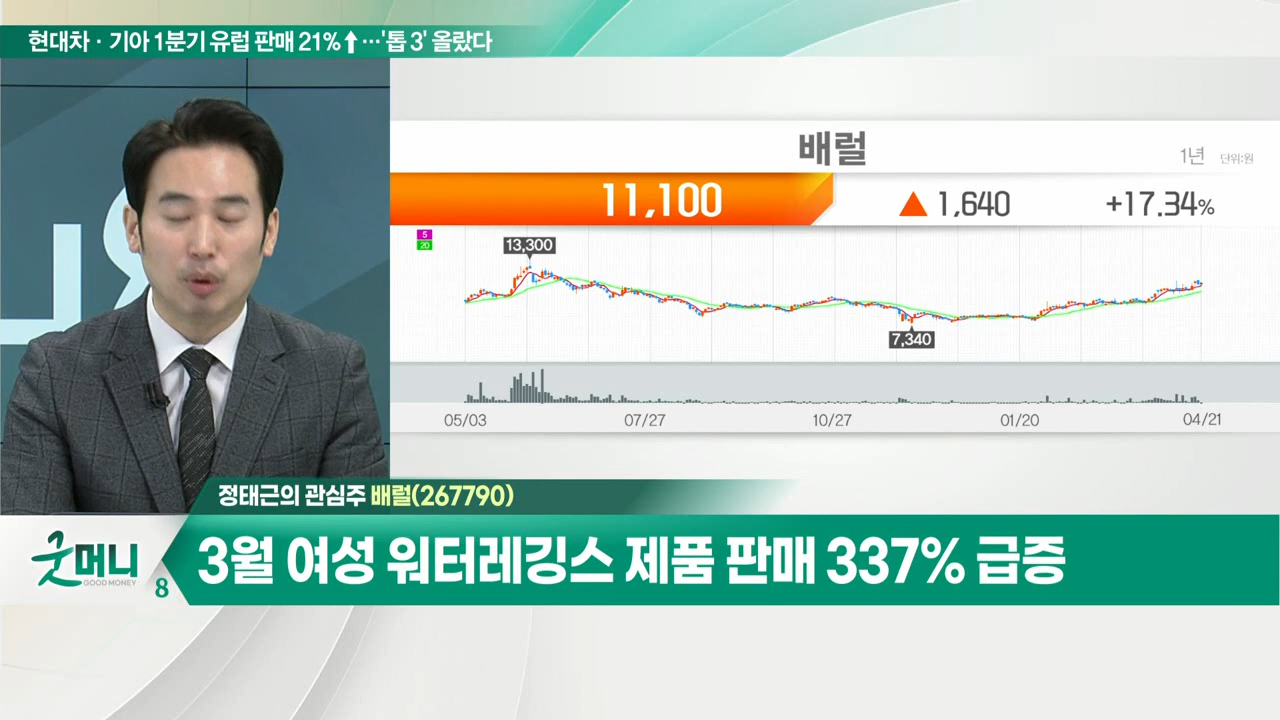 현대차· 기아 1분기 유럽 판매 21%⬆…'톱 3' 올랐다
배럴
1년 단위:원
11,100 ▲ 1,640 +17.34%
5
20
13,300
7,340
05/03 07/27 10/27 01/20 04/21
정태근의 관심주 배럴(267790)
굿머니
GOOD MONEY
8
3월 여성 워터레깅스 제품 판매 337% 급증